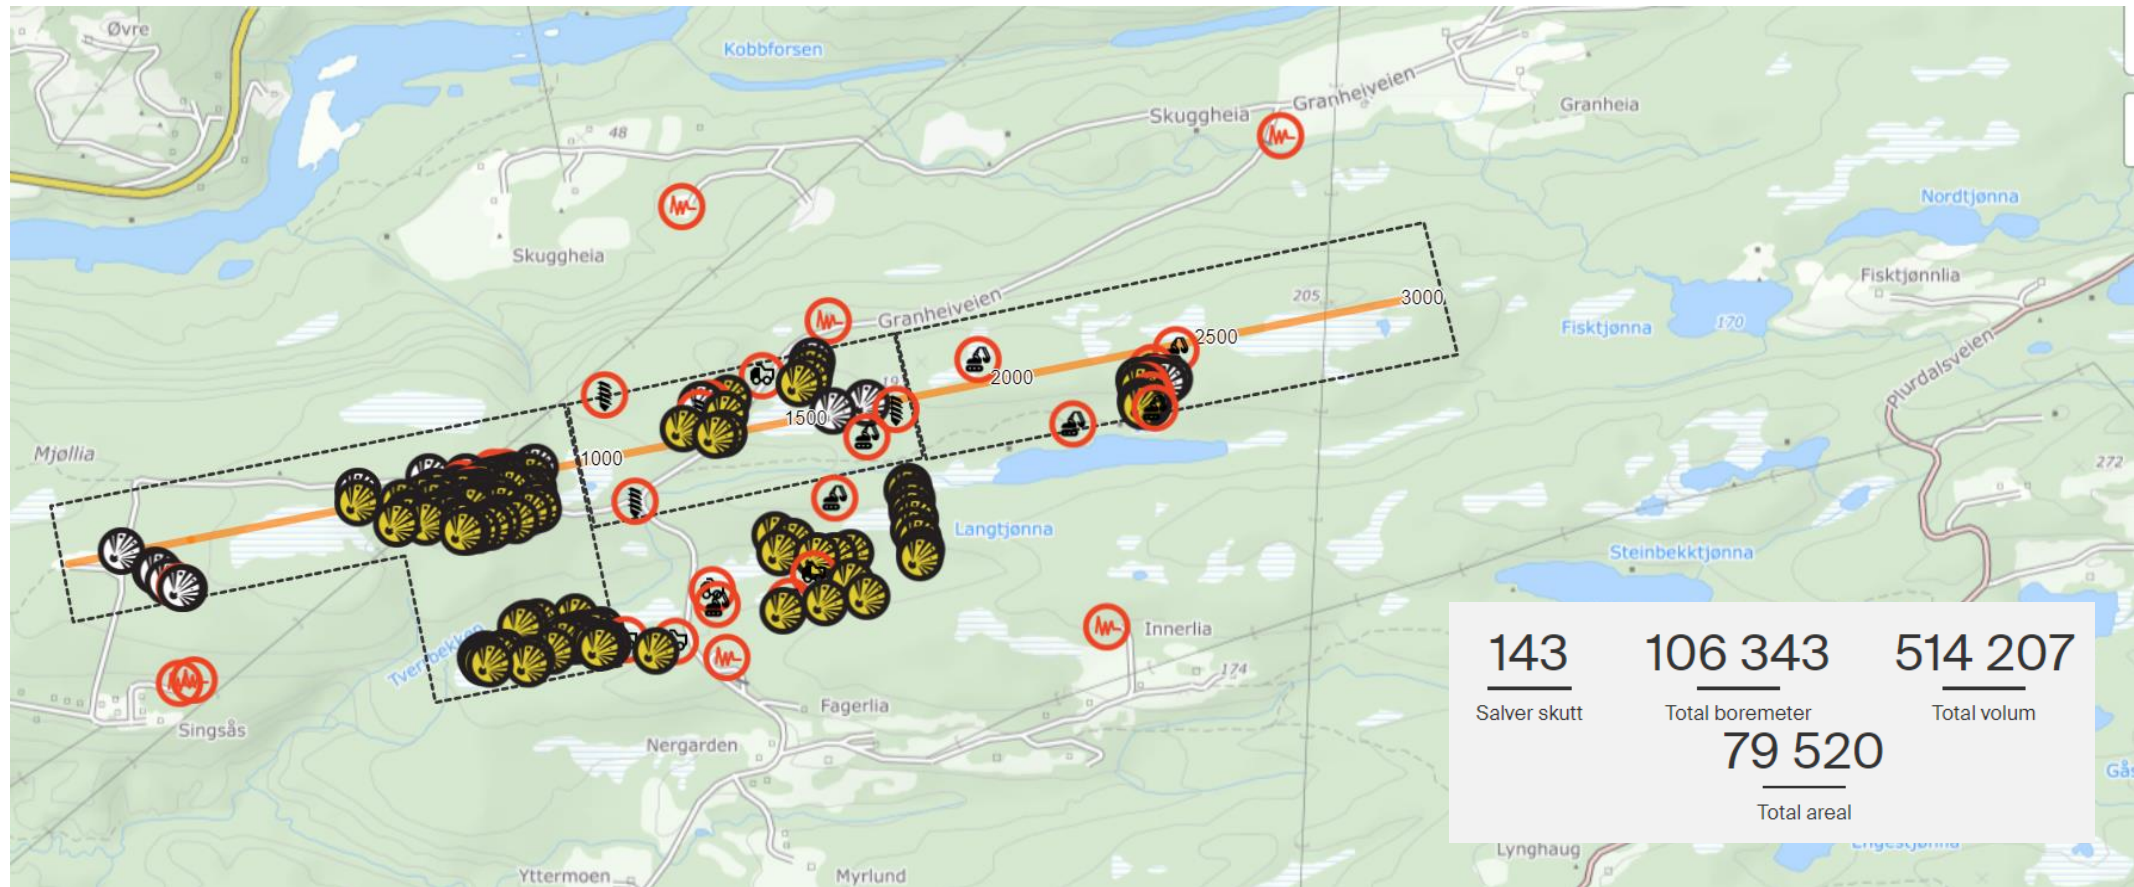 Øvre
Kobbforsen
Granheiveien
Skuggheia
Granheia
48
Nordtjønna
Skuggheia
Fisktjønnlia
205
3000
Granheiveien
Fisktjønna
170
2500
Plurdalsveien
2000
1500
Mjøllia
1000
272
Langtjønna
Steinbekktjønna
Innerlia
174
Fagerlia
Singsås
Nergarden
143
106 343
514 207
Salver skutt
Total boremeter
Total volum
79 520
Total areal
Lynghaug
Yttermoen
Myrlund